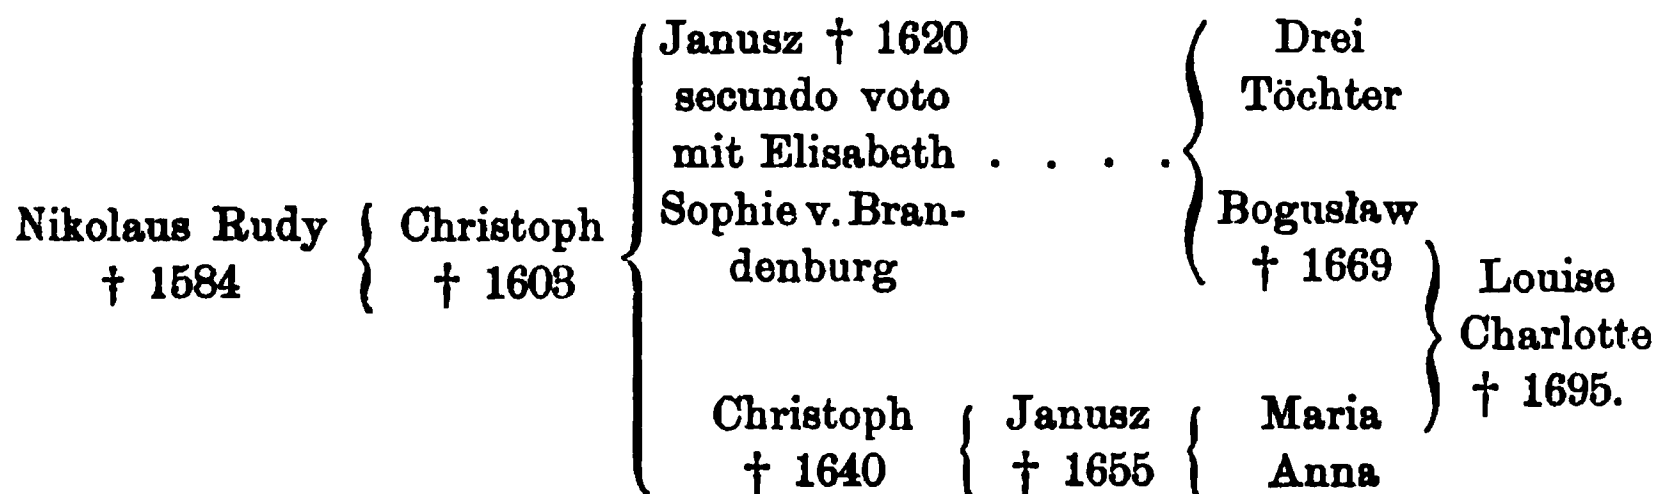 Nikolaus Rudy
† 1584
Christoph
† 1603
Janusz † 1620
secundo voto
mit Elisabeth . . . .
Sophie v. Bran-
denburg
Drei
Töchter
Bogusław
† 1669
Christoph
† 1640
Janusz
† 1655
Maria
Anna
Louise
Charlotte
† 1695.